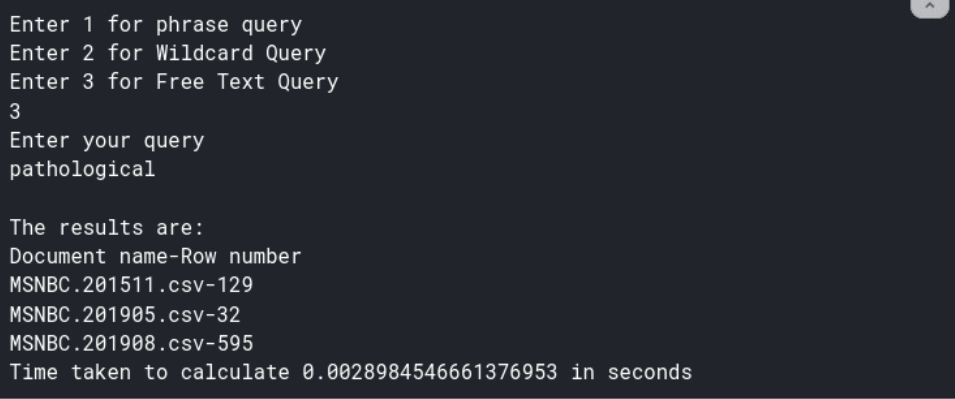 Enter 1 for phrase query
Enter 2 for Wildcard Query
Enter 3 for Free Text Query
3
Enter your query
pathological
The results are:
Document name-Row number
MSNBC.201511.csv-129
MSNBC.201905.csv-32
MSNBC.201908.csv-595
Time taken to calculate 0.0028984546661376953 in seconds